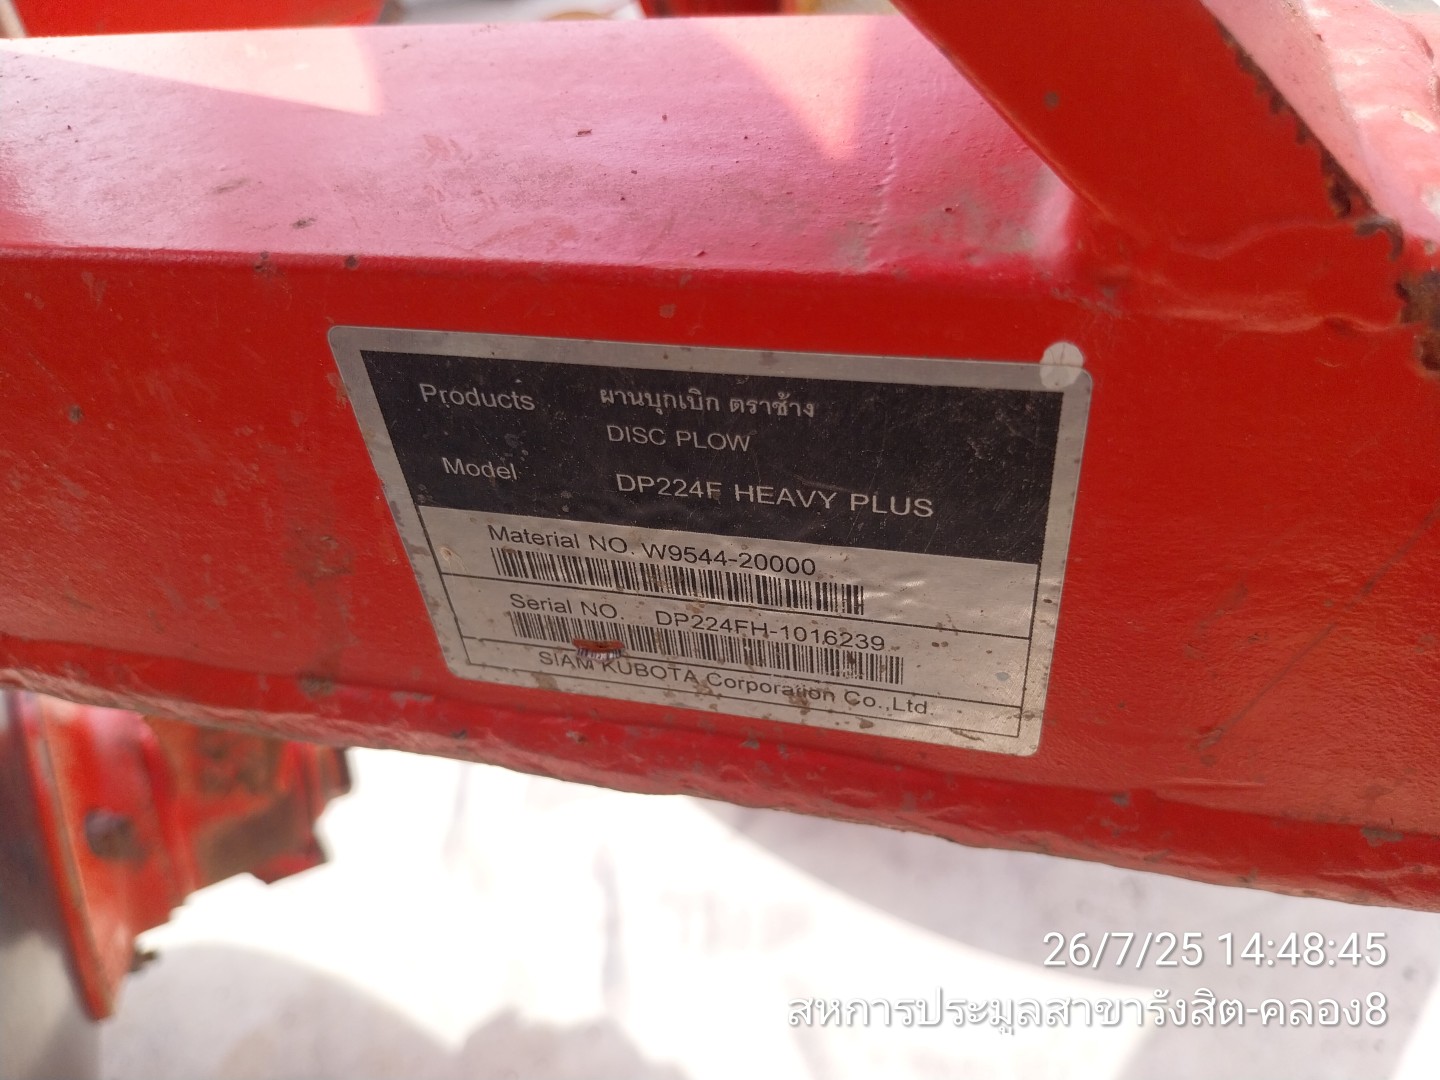 Products ผานบุกเบิก ตราช้าง
DISC PLOW
Model DP224F HEAVY PLUS
Material NO. W9544-20000
Serial NO. DP224FH-1016239
SIAM KUBOTA Corporation Co.,Ltd.
26/7/25 14:48:45
สหการประมูลสาขารังสิต-คลอง8